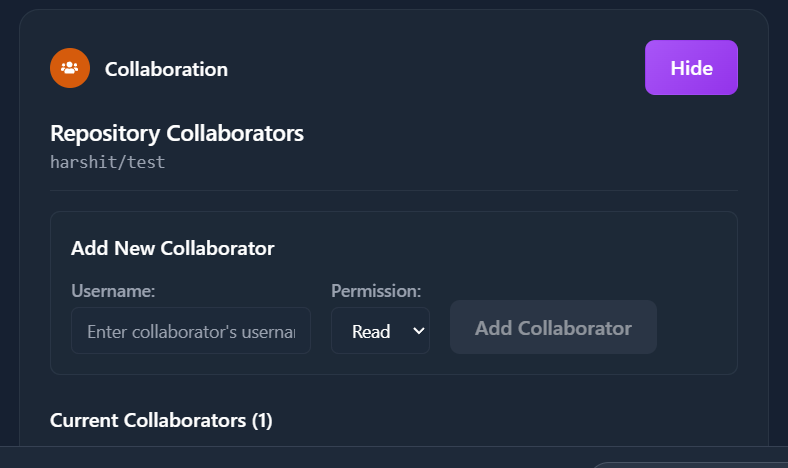 Collaboration
Hide
Repository Collaborators
harshit/test
Add New Collaborator
Username:
Permission:
Enter collaborator's userna
Read
Add Collaborator
Current Collaborators (1)